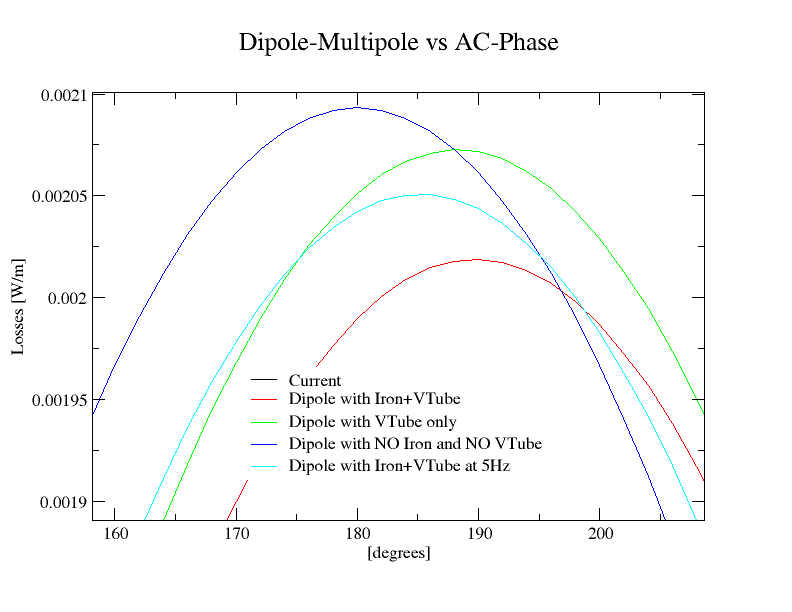 Dipole-Multipole vs AC-Phase
0.0021
0.00205
0.002
0.00195
0.0019
Losses [W/m]
Current
Dipole with Iron+VTube
Dipole with VTube only
Dipole with NO Iron and NO VTube
Dipole with Iron+VTube at 5Hz
160 170 180 190 200
[degrees]